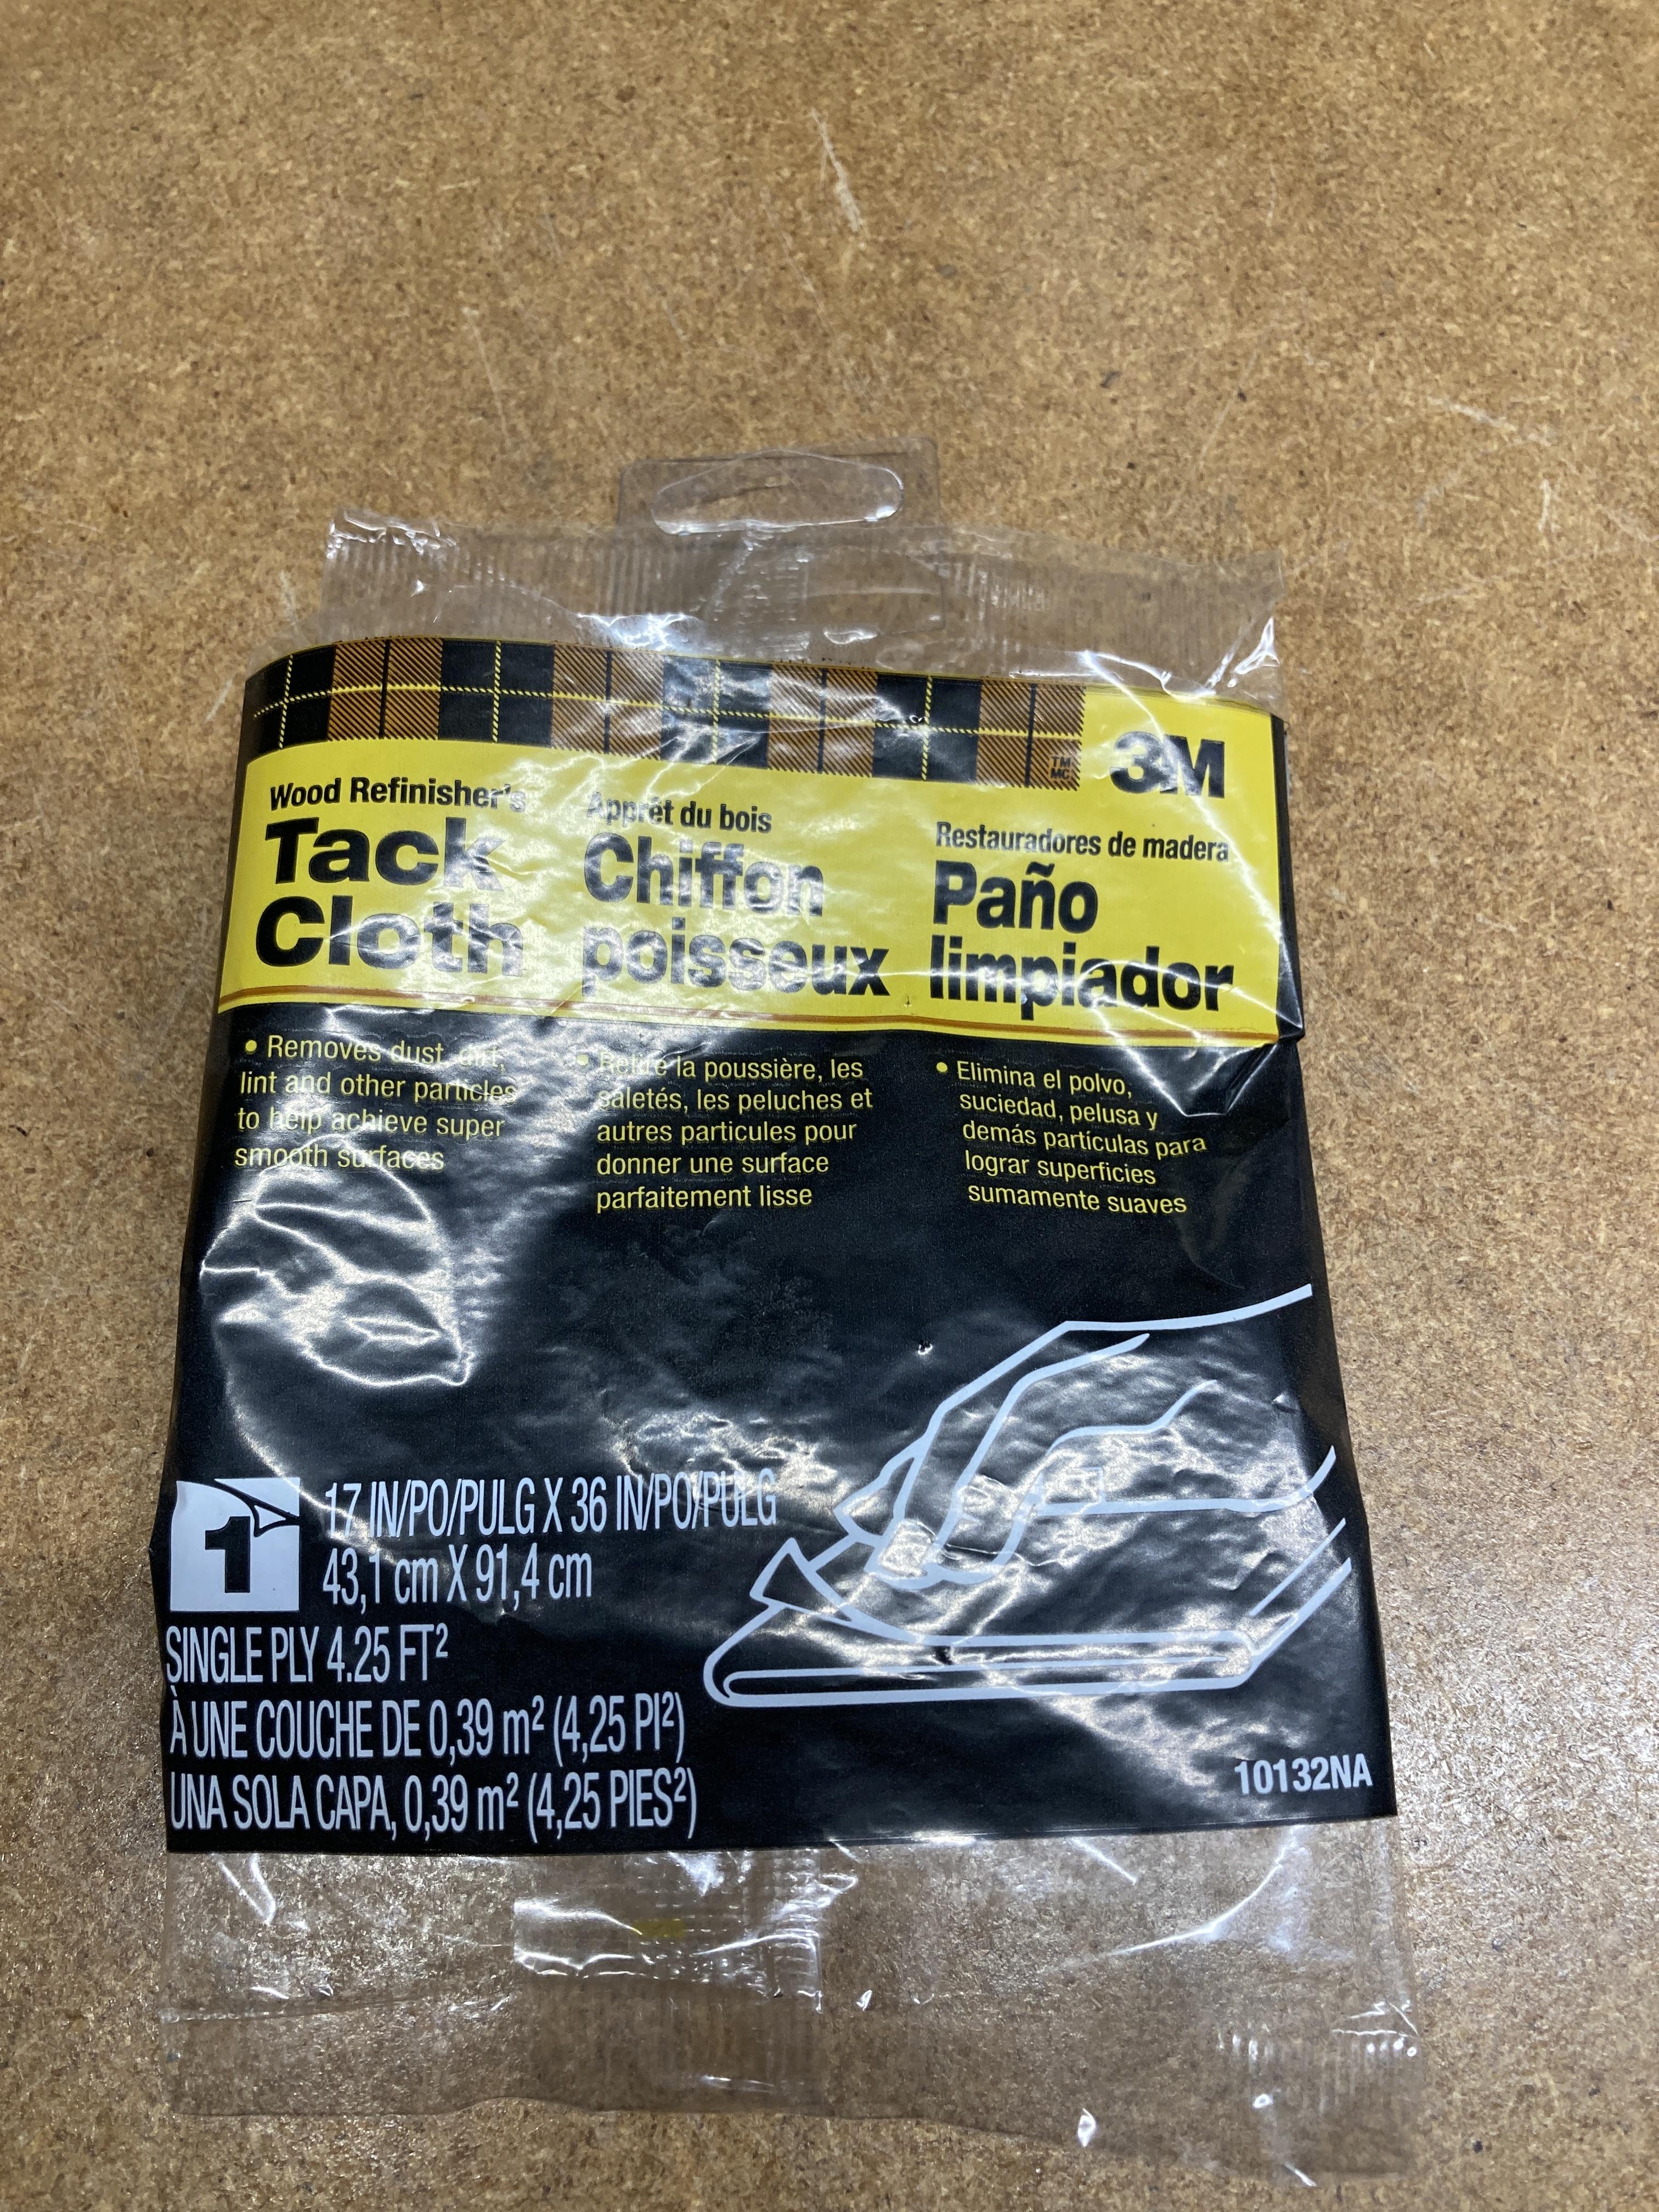 TM
MC
3M
Wood Refinisher's
Tack
Cloth
Apprêt du bois
Chiffon
poisseux
Restauradores de madera
Paño
limpiador
• Removes dust, dirt,
lint and other particles
to help achieve super
smooth surfaces
• Retire la poussière, les
saletés, les peluches et
autres particules pour
donner une surface
parfaitement lisse
• Elimina el polvo,
suciedad, pelusa y
demás partículas para
lograr superficies
sumamente suaves
1
17 IN/PO/PULG X 36 IN/PO/PULG
43,1 cm X 91,4 cm
SINGLE PLY 4.25 FT²
À UNE COUCHE DE 0,39 m² (4,25 PI²)
UNA SOLA CAPA, 0,39 m² (4,25 PIES²)
10132NA